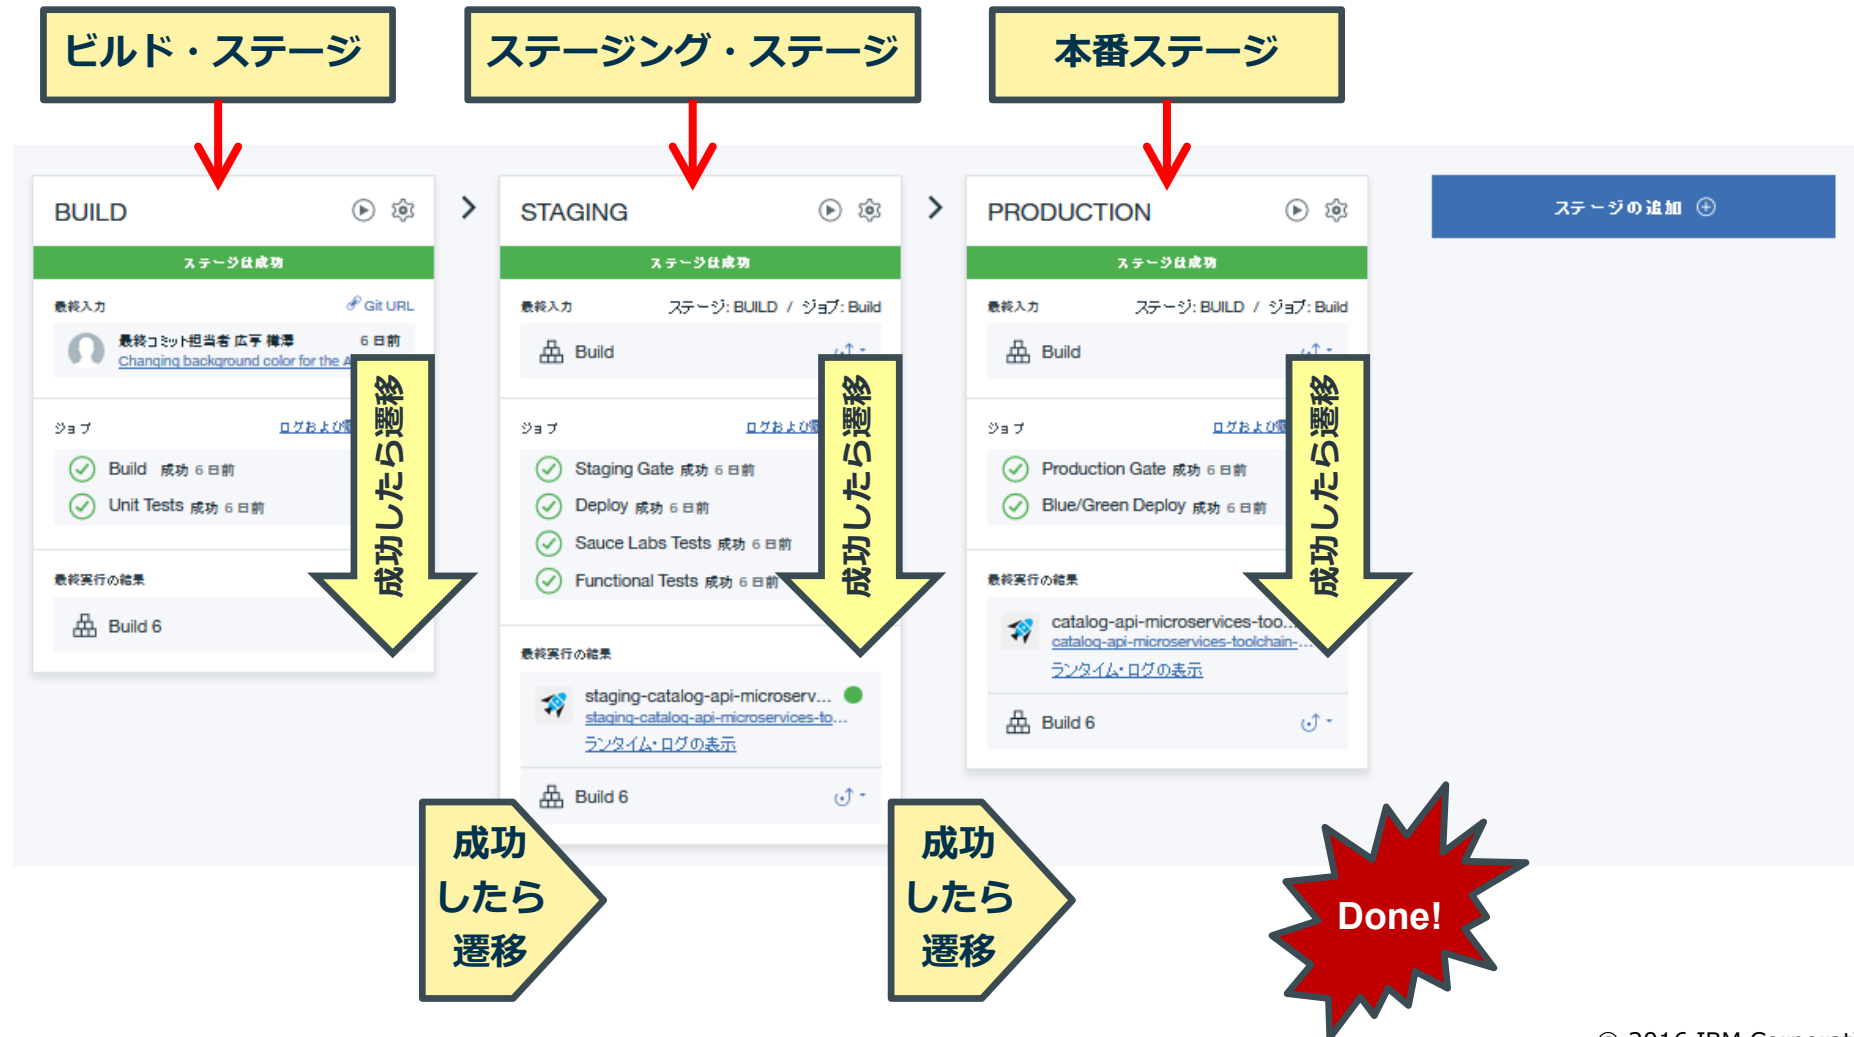 ビルド・ステージ
ステージング・ステージ
本番ステージ
BUILD
ステージは成功
最終入力
Git URL
最終コミット担当者 広亨 樽澤
6 日前
Changing background color for the A
ジョブ
ログおよび
Build 成功 6 日前
Unit Tests 成功 6 日前
最終実行の結果
Build 6
成功したら遷移
STAGING
ステージは成功
最終入力
ステージ: BUILD / ジョブ: Build
Build
ジョブ
ログおよび
Staging Gate 成功 6 日前
Deploy 成功 6 日前
Sauce Labs Tests 成功 6 日前
Functional Tests 成功 6 日前
最終実行の結果
staging-catalog-api-microserv...
staging-catalog-api-microservices-to...
ランタイム・ログの表示
Build 6
成功したら遷移
PRODUCTION
ステージは成功
最終入力
ステージ: BUILD / ジョブ: Build
Build
ジョブ
ログおよび
Production Gate 成功 6 日前
Blue/Green Deploy 成功 6 日前
最終実行の結果
catalog-api-microservices-too...
catalog-api-microservices-toolchain-...
ランタイム・ログの表示
Build 6
成功したら遷移
ステージの追加
成功
したら
遷移
成功
したら
遷移
Done!
© 2016 IBM Corporati